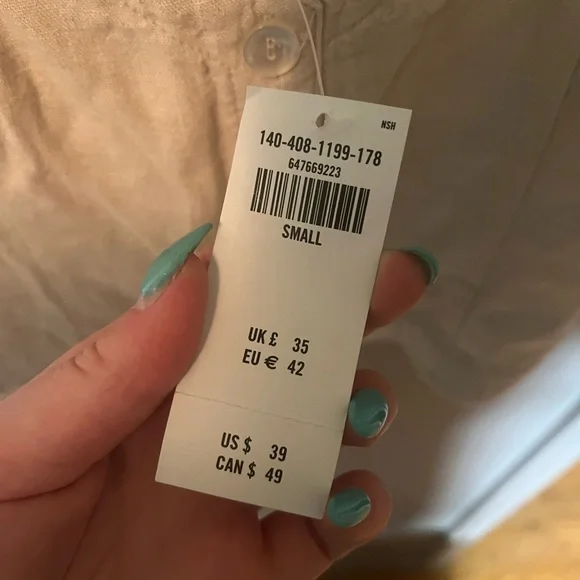 NSH
140-408-1199-178
647669223
SMALL
UK £ 35
EU € 42
US $ 39
CAN $ 49